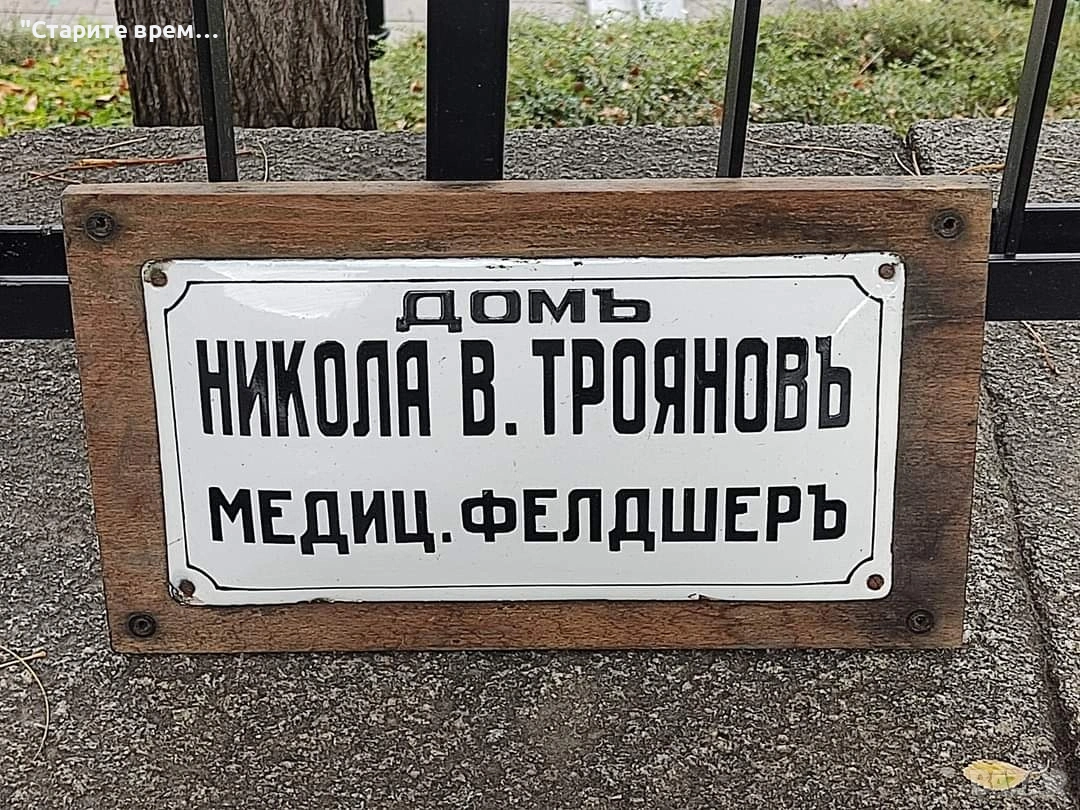 "Старите врем...
ДОМЪ
НИКОЛА В. ТРОЯНОВЪ
МЕДИЦ. ФЕЛДШЕРЪ